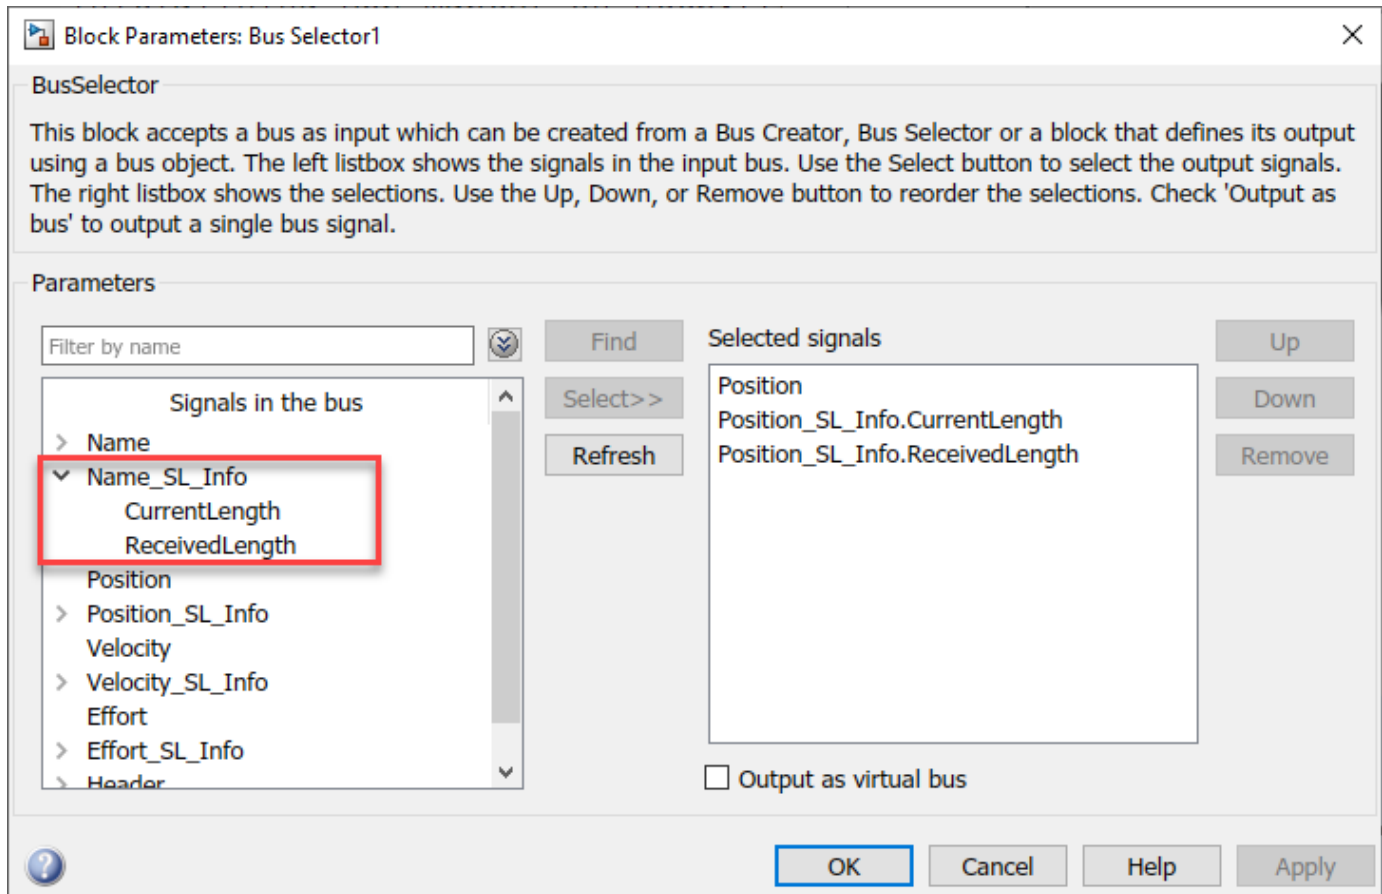 Block Parameters: Bus Selector1
BusSelector
This block accepts a bus as input which can be created from a Bus Creator, Bus Selector or a block that defines its output
using a bus object. The left listbox shows the signals in the input bus. Use the Select button to select the output signals.
The right listbox shows the selections. Use the Up, Down, or Remove button to reorder the selections. Check 'Output as
bus' to output a single bus signal.
Parameters
Filter by name
Signals in the bus
Name
Name_SL_Info
CurrentLength
ReceivedLength
Position
Position_SL_Info
Velocity
Velocity_SL_Info
Effort
Effort_SL_Info
Header
Find
Select>>
Refresh
Selected signals
Position
Position_SL_Info.CurrentLength
Position_SL_Info.ReceivedLength
Output as virtual bus
Up
Down
Remove
OK
Cancel
Help
Apply